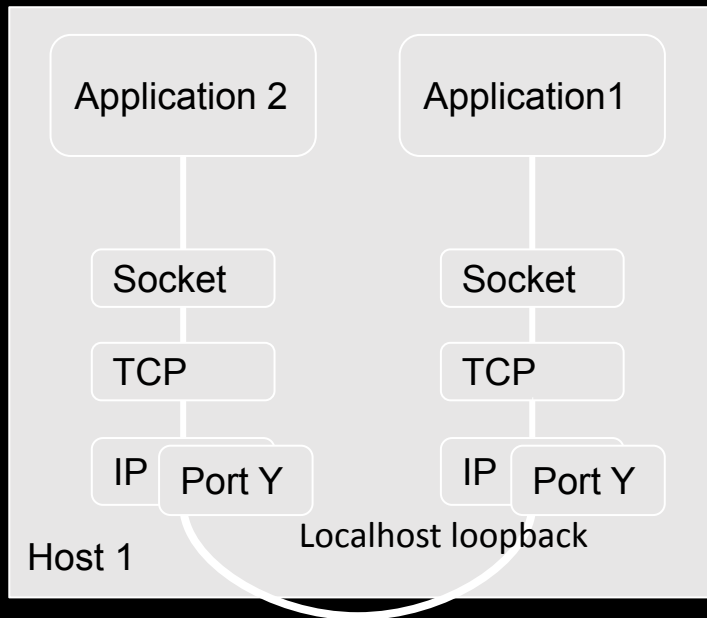 Application 2
Application1
Socket
Socket
TCP
TCP
IP
Port Y
IP
Port Y
Localhost loopback
Host 1